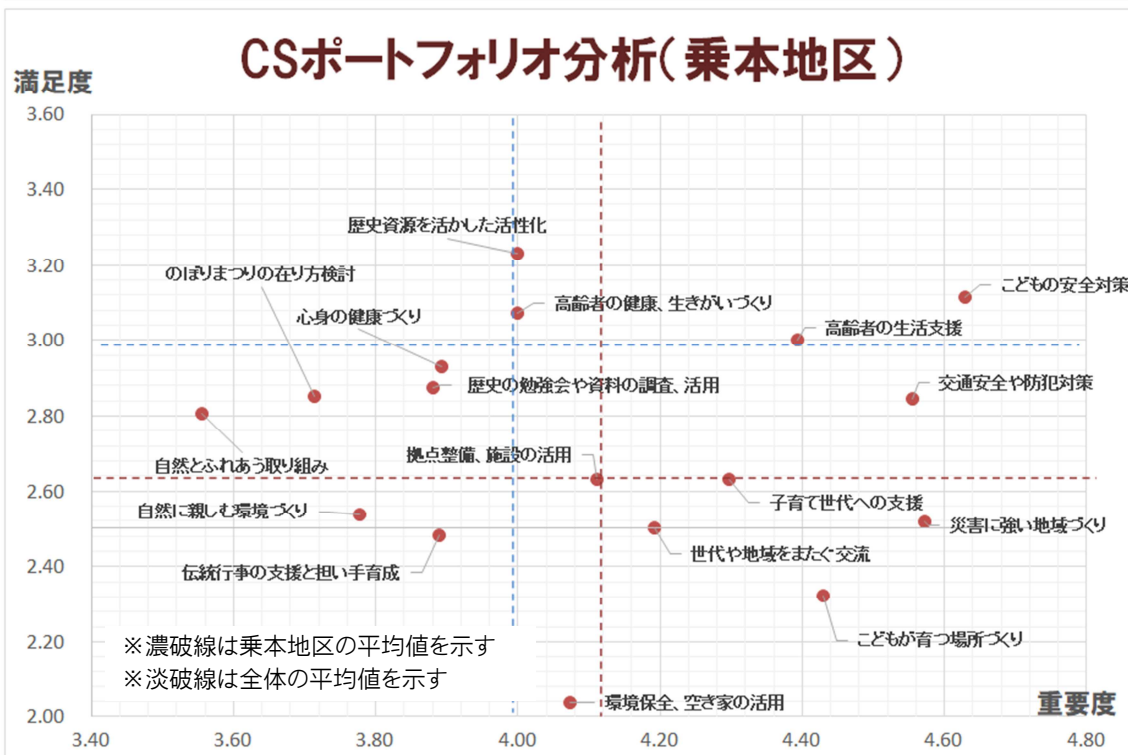 CSポートフォリオ分析（乗本地区）
満足度
3.60
3.40
歴史資源を活かした活性化
3.20
のぼりまつりの在り方検討
こどもの安全対策
高齢者の健康、生きがいづくり
心身の健康づくり
高齢者の生活支援
3.00
歴史の勉強会や資料の調査、活用
交通安全や防犯対策
2.80
拠点整備、施設の活用
自然とふれあう取り組み
2.60
子育て世代への支援
自然に親しむ環境づくり
災害に強い地域づくり
世代や地域をまたぐ交流
伝統行事の支援と担い手育成
2.40
こどもが育つ場所づくり
2.20
※濃破線は乗本地区の平均値を示す
※淡破線は全体の平均値を示す
環境保全、空き家の活用
重要度
2.00
3.40 3.60 3.80 4.00 4.20 4.40 4.60 4.80